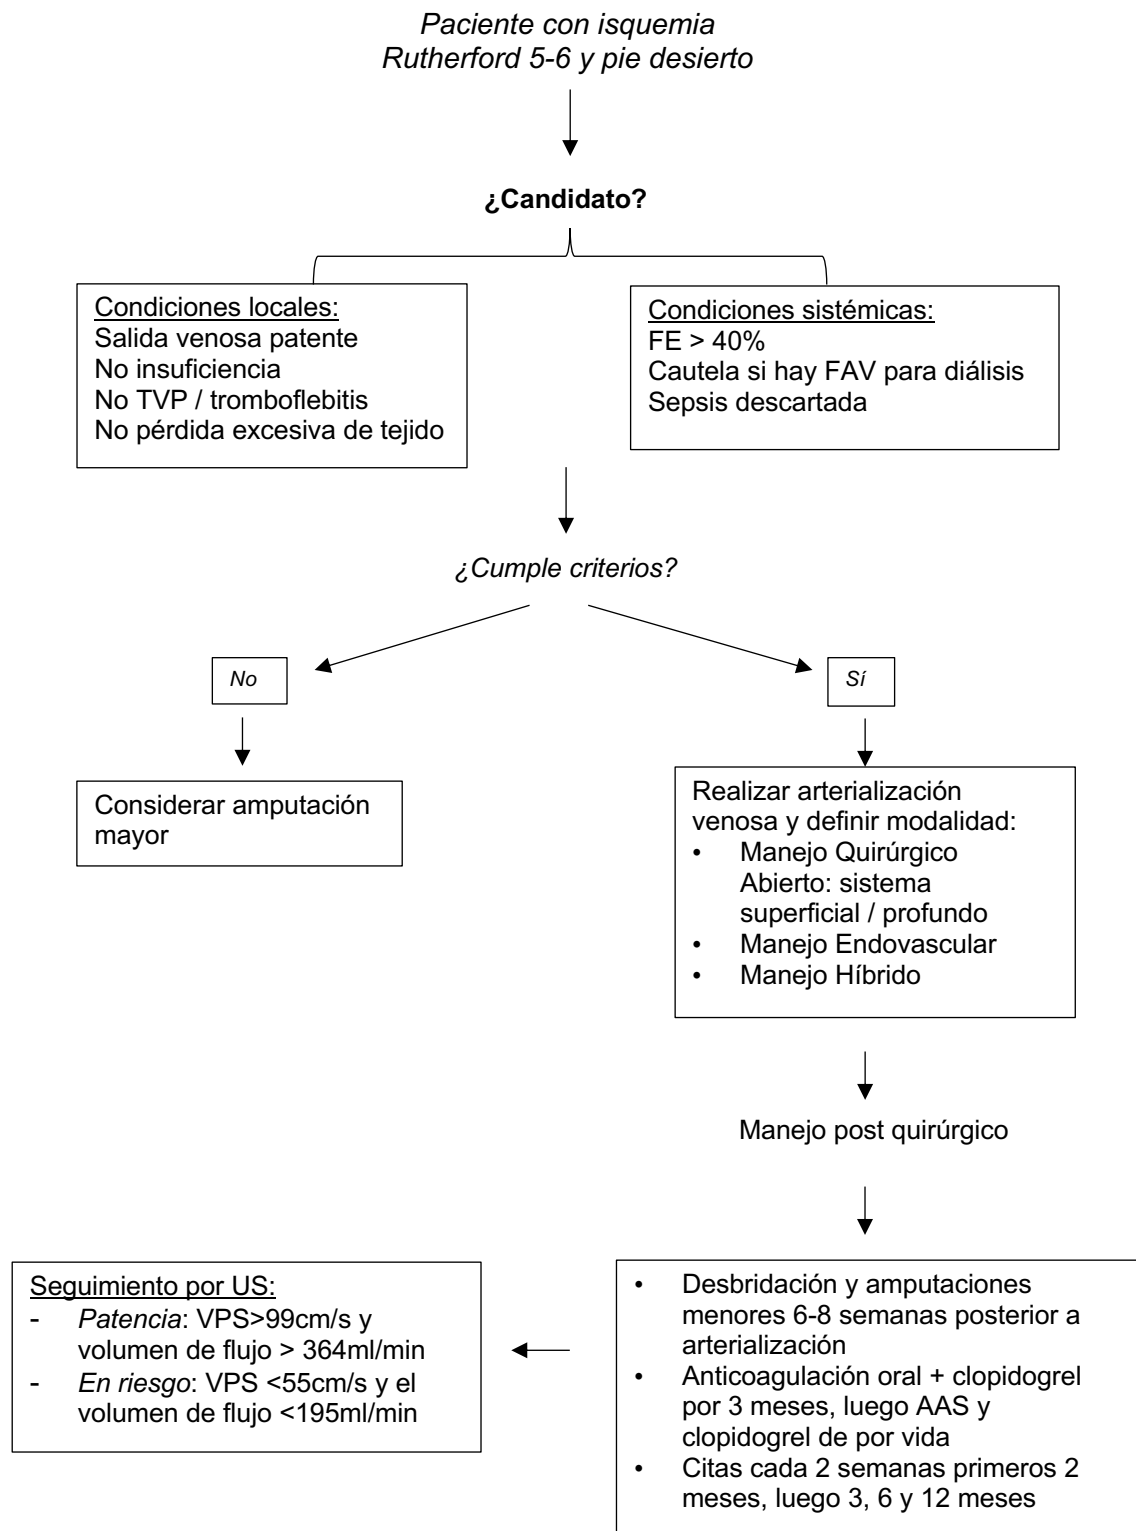 Paciente con isquemia
Rutherford 5-6 y pie desierto
¿Candidato?
Condiciones locales:
Salida venosa patente
No insuficiencia
No TVP / tromboflebitis
No pérdida excesiva de tejido
Condiciones sistémicas:
FE > 40%
Cautela si hay FAV para diálisis
Sepsis descartada
¿Cumple criterios?
No
Sí
Considerar amputación
mayor
Realizar arterialización
venosa y definir modalidad:
• Manejo Quirúrgico
Abierto: sistema
superficial / profundo
• Manejo Endovascular
• Manejo Híbrido
Manejo post quirúrgico
• Desbridación y amputaciones
menores 6-8 semanas posterior a
arterialización
• Anticoagulación oral + clopidogrel
por 3 meses, luego AAS y
clopidogrel de por vida
• Citas cada 2 semanas primeros 2
meses, luego 3, 6 y 12 meses
Seguimiento por US:
- Patencia: VPS>99cm/s y
volumen de flujo > 364ml/min
- En riesgo: VPS <55cm/s y el
volumen de flujo <195ml/min